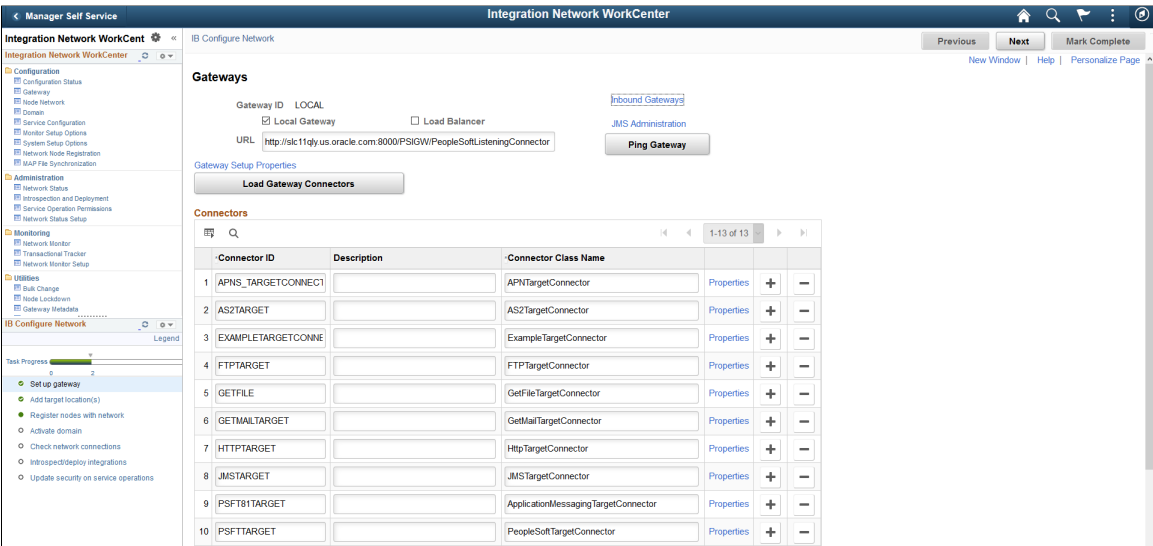 Manager Self Service
Integration Network WorkCenter
Integration Network WorkCent
IB Configure Network
Previous
Next
Mark Complete
New Window | Help | Personalize Page
Integration Network WorkCenter
Configuration
Configuration Status
Gateway
Node Network
Domain
Service Configuration
Monitor Setup Options
System Setup Options
Network Node Registration
MAP File Synchronization
Administration
Network Status
Introspection and Deployment
Service Operation Permissions
Network Status Setup
Monitoring
Network Monitor
Transactional Tracker
Network Monitor Setup
Utilities
Bulk Change
Node Lockdown
Gateway Metadata
IB Configure Network
Legend
Task Progress
0 2
Set up gateway
Add target location(s)
Register nodes with network
Activate domain
Check network connections
Introspect/deploy integrations
Update security on service operations
Gateways
Gateway ID LOCAL
Inbound Gateways
Local Gateway
Load Balancer
JMS Administration
URL http://slc11qly.us.oracle.com:8000/PSIGW/PeopleSoftListeningConnector
Ping Gateway
Gateway Setup Properties
Load Gateway Connectors
Connectors
1-13 of 13
*Connector ID Description *Connector Class Name
1 APNS_TARGETCONNECT APNTargetConnector Properties
2 AS2TARGET AS2TargetConnector Properties
3 EXAMPLETARGETCONNE ExampleTargetConnector Properties
4 FTPTARGET FTPTargetConnector Properties
5 GETFILE GetFileTargetConnector Properties
6 GETMAILTARGET GetMailTargetConnector Properties
7 HTTPTARGET HttpTargetConnector Properties
8 JMSTARGET JMSTargetConnector Properties
9 PSFT81TARGET ApplicationMessagingTargetConnector Properties
10 PSFTTARGET PeopleSoftTargetConnector Properties